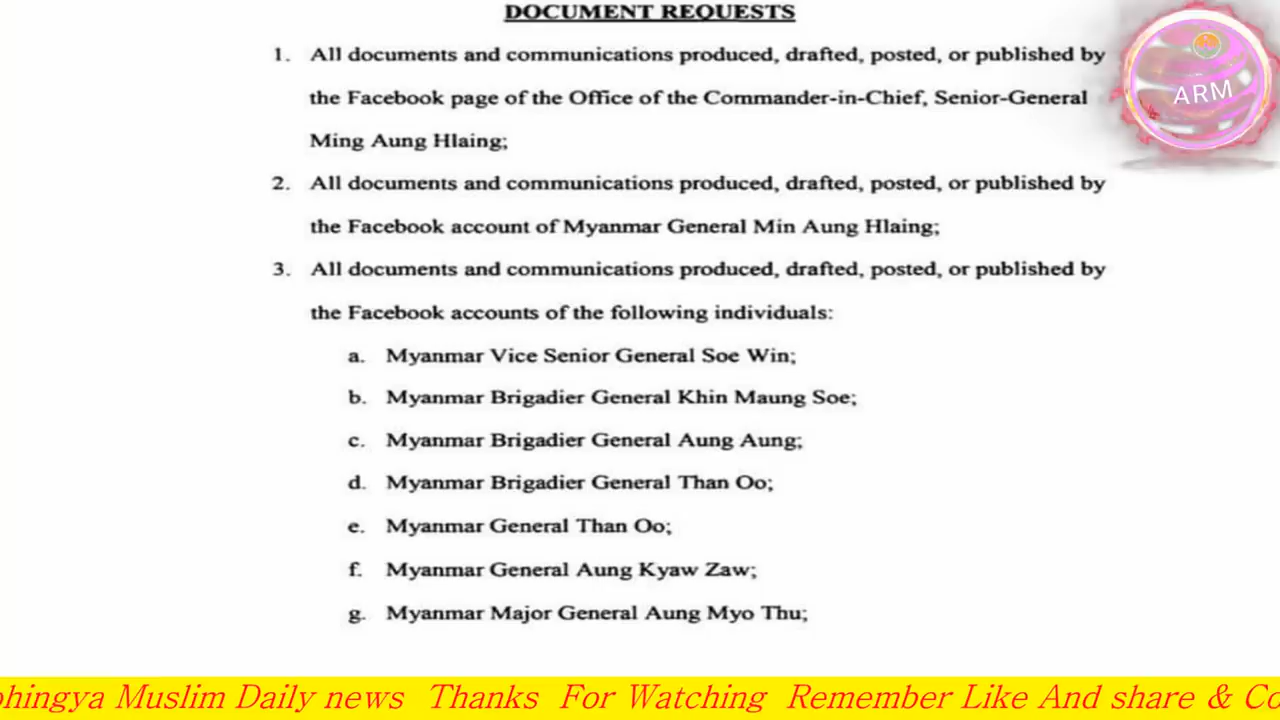 DOCUMENT REQUESTS
1. All documents and communications produced, drafted, posted, or published by
the Facebook page of the Office of the Commander-in-Chief, Senior-General
Ming Aung Hlaing;
2. All documents and communications produced, drafted, posted, or published by
the Facebook account of Myanmar General Min Aung Hlaing;
3. All documents and communications produced, drafted, posted, or published by
the Facebook accounts of the following individuals:
a. Myanmar Vice Senior General Soe Win;
b. Myanmar Brigadier General Khin Maung Soe;
c. Myanmar Brigadier General Aung Aung;
d. Myanmar Brigadier General Than Oo;
e. Myanmar General Than Oo;
f. Myanmar General Aung Kyaw Zaw;
g. Myanmar Major General Aung Myo Thu;
ARM
ohingya Muslim Daily news Thanks For Watching Remember Like And share & Co